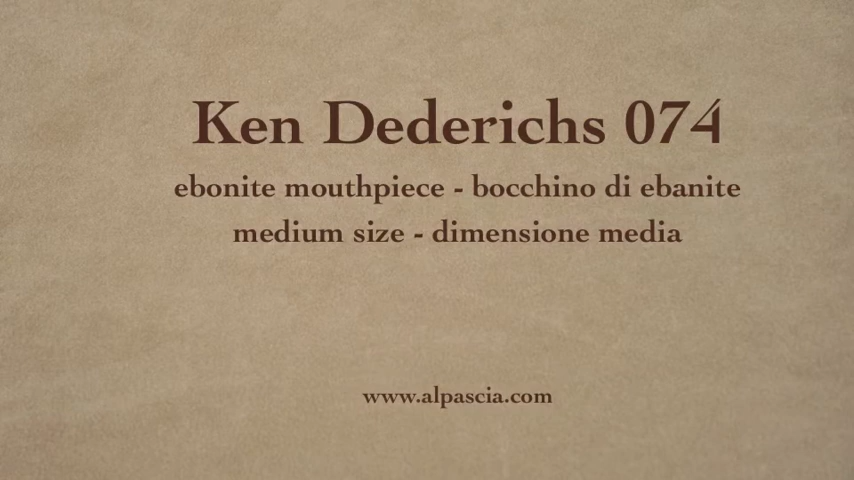 Ken Dederichs 074
ebonite mouthpiece - bocchino di ebanite
medium size - dimensione media
www.alpascia.com